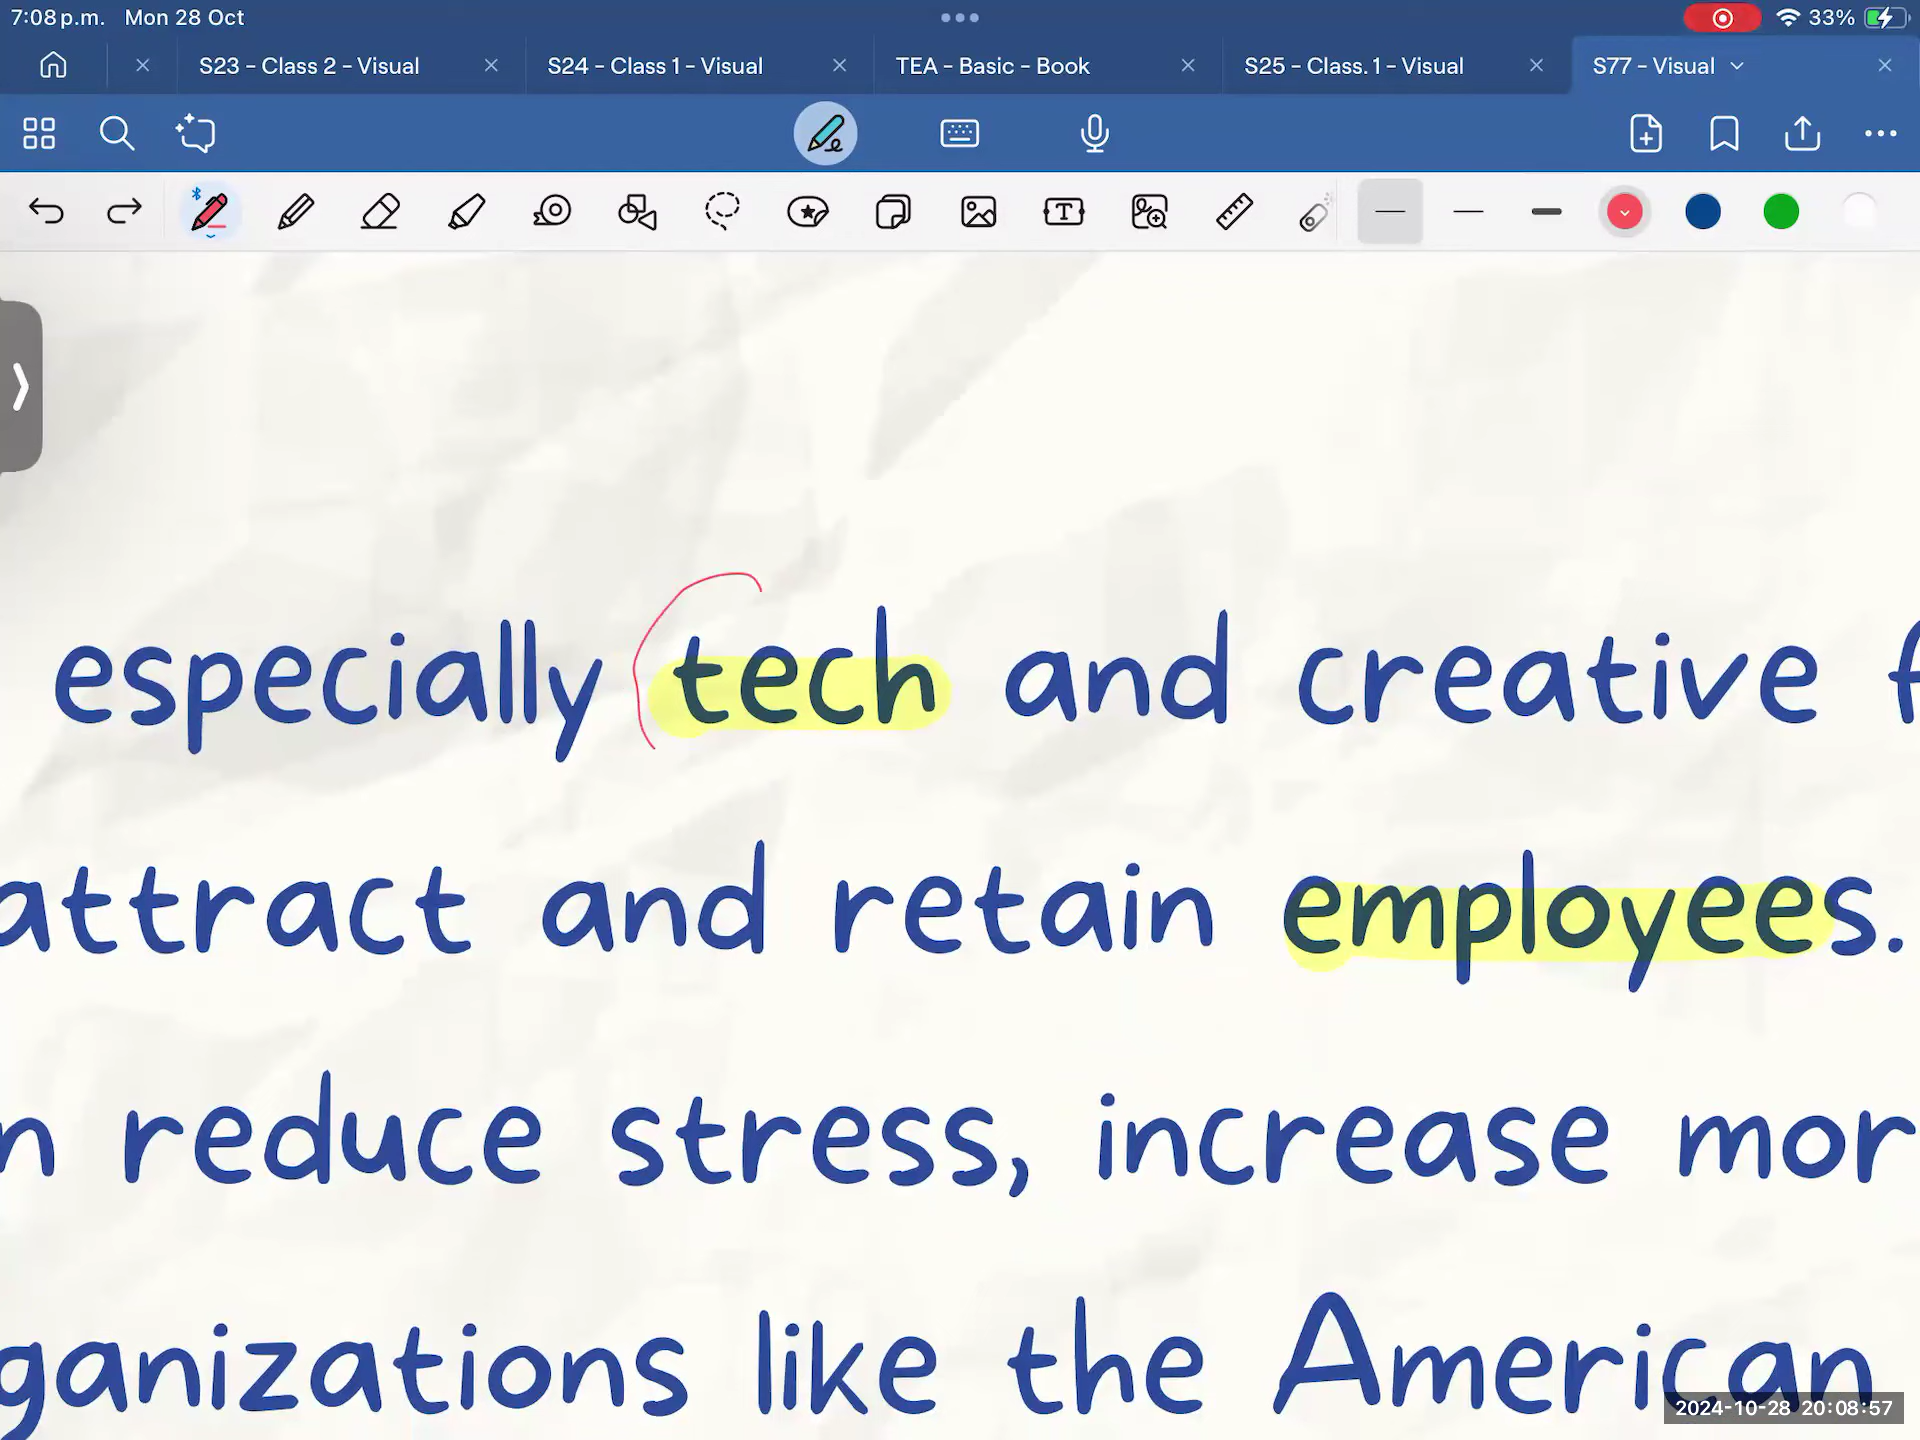 7:08 p.m. Mon 28 Oct 33%
S23 - Class 2 - Visual S24 - Class 1 - Visual TEA - Basic - Book S25 - Class. 1 - Visual S77 - Visual
especially tech and creative f
attract and retain employees.
n reduce stress, increase mor
ganizations like the American
2024-10-28 20:08:57